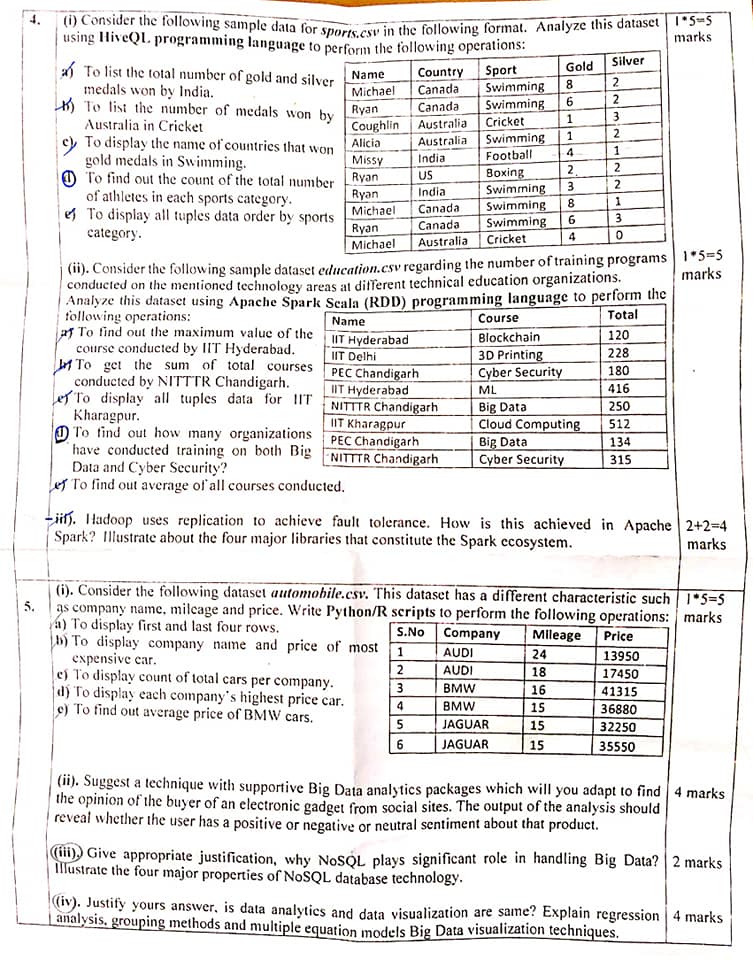 4. (i) Consider the following sample data for sports.csv in the following format. Analyze this dataset 1*5=5
using HiveQL programming language to perform the following operations: marks
a) To list the total number of gold and silver
medals won by India.
b) To list the number of medals won by
Australia in Cricket
c) To display the name of countries that won
gold medals in Swimming.
d) To find out the count of the total number
of athletes in each sports category.
e) To display all tuples data order by sports
category.
Name Country Sport Gold Silver
Michael Canada Swimming 8 2
Ryan Canada Swimming 6 2
Coughlin Australia Cricket 1 3
Alicia Australia Swimming 1 2
Missy India Football 4 1
Ryan US Boxing 2 2
Ryan India Swimming 3 2
Michael Canada Swimming 8 1
Ryan Canada Swimming 6 3
Michael Australia Cricket 4 0
(ii). Consider the following sample dataset education.csv regarding the number of training programs 1*5=5
conducted on the mentioned technology areas at different technical education organizations. marks
Analyze this dataset using Apache Spark Scala (RDD) programming language to perform the
following operations:
a) To find out the maximum value of the
course conducted by IIT Hyderabad.
b) To get the sum of total courses
conducted by NITTTR Chandigarh.
c) To display all tuples data for IIT
Kharagpur.
d) To find out how many organizations
have conducted training on both Big
Data and Cyber Security?
e) To find out average of all courses conducted.
Name Course Total
IIT Hyderabad Blockchain 120
IIT Delhi 3D Printing 228
PEC Chandigarh Cyber Security 180
IIT Hyderabad ML 416
NITTTR Chandigarh Big Data 250
IIT Kharagpur Cloud Computing 512
PEC Chandigarh Big Data 134
NITTTR Chandigarh Cyber Security 315
iii). Hadoop uses replication to achieve fault tolerance. How is this achieved in Apache 2+2=4
Spark? Illustrate about the four major libraries that constitute the Spark ecosystem. marks
5. (i). Consider the following dataset automobile.csv. This dataset has a different characteristic such 1*5=5
as company name, mileage and price. Write Python/R scripts to perform the following operations: marks
a) To display first and last four rows.
b) To display company name and price of most
expensive car.
c) To display count of total cars per company.
d) To display each company's highest price car.
e) To find out average price of BMW cars.
S.No Company Mileage Price
1 AUDI 24 13950
2 AUDI 18 17450
3 BMW 16 41315
4 BMW 15 36880
5 JAGUAR 15 32250
6 JAGUAR 15 35550
(ii). Suggest a technique with supportive Big Data analytics packages which will you adapt to find 4 marks
the opinion of the buyer of an electronic gadget from social sites. The output of the analysis should
reveal whether the user has a positive or negative or neutral sentiment about that product.
(iii). Give appropriate justification, why NoSQL plays significant role in handling Big Data? 2 marks
Illustrate the four major properties of NoSQL database technology.
(iv). Justify yours answer, is data analytics and data visualization are same? Explain regression 4 marks
analysis, grouping methods and multiple equation models Big Data visualization techniques.